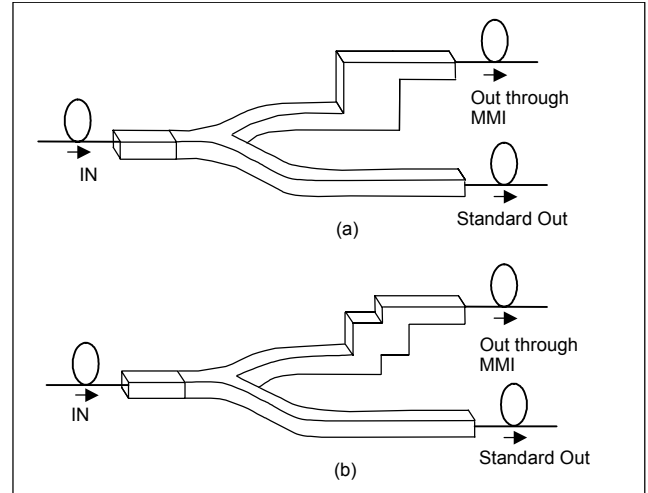 Out through
MMI
IN
Standard Out
(a)
Out through
MMI
IN
Standard Out
(b)